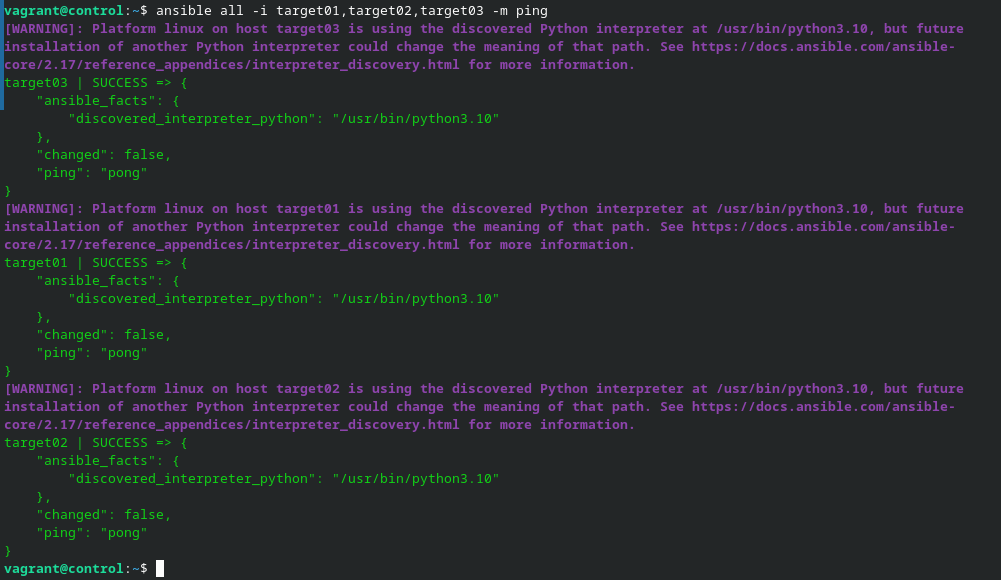 vagrant@control:~$ ansible all -i target01,target02,target03 -m ping
[WARNING]: Platform linux on host target03 is using the discovered Python interpreter at /usr/bin/python3.10, but future
installation of another Python interpreter could change the meaning of that path. See https://docs.ansible.com/ansible-
core/2.17/reference_appendices/interpreter_discovery.html for more information.
target03 | SUCCESS => {
    "ansible_facts": {
        "discovered_interpreter_python": "/usr/bin/python3.10"
    },
    "changed": false,
    "ping": "pong"
}
[WARNING]: Platform linux on host target01 is using the discovered Python interpreter at /usr/bin/python3.10, but future
installation of another Python interpreter could change the meaning of that path. See https://docs.ansible.com/ansible-
core/2.17/reference_appendices/interpreter_discovery.html for more information.
target01 | SUCCESS => {
    "ansible_facts": {
        "discovered_interpreter_python": "/usr/bin/python3.10"
    },
    "changed": false,
    "ping": "pong"
}
[WARNING]: Platform linux on host target02 is using the discovered Python interpreter at /usr/bin/python3.10, but future
installation of another Python interpreter could change the meaning of that path. See https://docs.ansible.com/ansible-
core/2.17/reference_appendices/interpreter_discovery.html for more information.
target02 | SUCCESS => {
    "ansible_facts": {
        "discovered_interpreter_python": "/usr/bin/python3.10"
    },
    "changed": false,
    "ping": "pong"
}
vagrant@control:~$